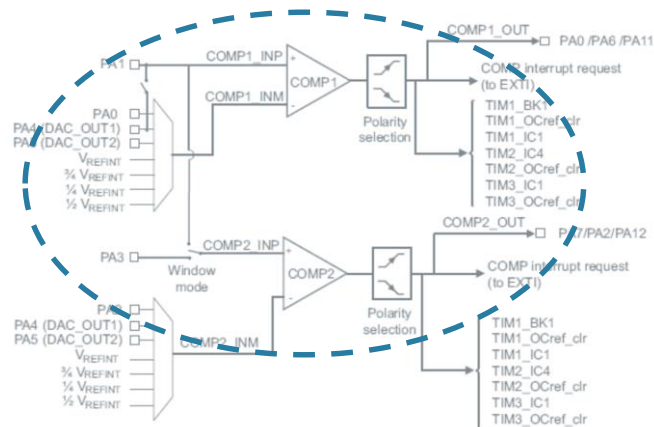 COMP1_OUT
PA0 /PA6 /PA11
PA1
COMP1_INP
+
COMP1
-
COMP interrupt request
(to EXTI)
COMP1_INM
PA0
PA4 (DAC_OUT1)
(DAC_OUT2)
VREFINT
¾ VREFINT
¼ VREFINT
½ VREFINT
Polarity
selection
TIM1_BK1
TIM1_OCref_clr
TIM1_IC1
TIM2_IC4
TIM2_OCref_clr
TIM3_IC1
TIM3_OCref_clr
COMP2_OUT
PA7/PA2/PA12
PA3
Window
mode
COMP2_INP
+
COMP2
-
COMP interrupt request
(to EXTI)
Polarity
selection
PA4 (DAC_OUT1)
PA5 (DAC_OUT2)
COMP2_INM
VREFINT
¾ VREFINT
¼ VREFINT
½ VREFINT
TIM1_BK1
TIM1_OCref_clr
TIM1_IC1
TIM2_IC4
TIM2_OCref_clr
TIM3_IC1
TIM3_OCref_clr